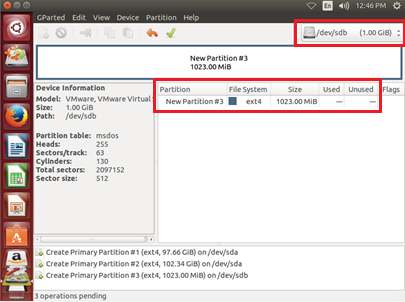 GParted
En
12:46 PM
GParted Edit View Device Partition Help
/dev/sdb (1.00 GiB)
New Partition #3
1023.00 MiB
Device Information
Model: VMware, VMware Virtual S
Size: 1.00 GiB
Path: /dev/sdb
Partition table: msdos
Heads: 255
Sectors/track: 63
Cylinders: 130
Total sectors: 2097152
Sector size: 512
Partition File System Size Used Unused Flags
New Partition #3 ext4 1023.00 MiB --- ---
Create Primary Partition #1 (ext4, 97.66 GiB) on /dev/sda
Create Primary Partition #2 (ext4, 102.34 GiB) on /dev/sda
Create Primary Partition #3 (ext4, 1023.00 MiB) on /dev/sdb
3 operations pending